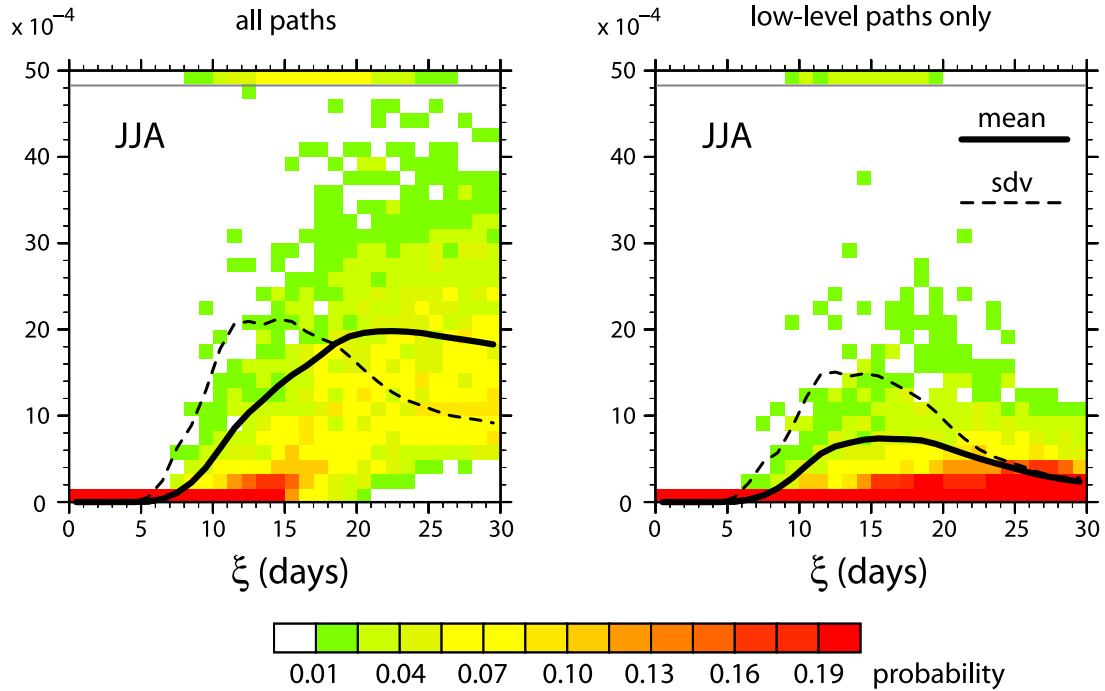 all paths
low-level paths only
x 10⁻⁴
x 10⁻⁴
50
40
30
20
10
0
JJA
0 5 10 15 20 25 30
ξ (days)
50
40
30
20
10
0
JJA
mean
sdv
0 5 10 15 20 25 30
ξ (days)
0.01 0.04 0.07 0.10 0.13 0.16 0.19 probability